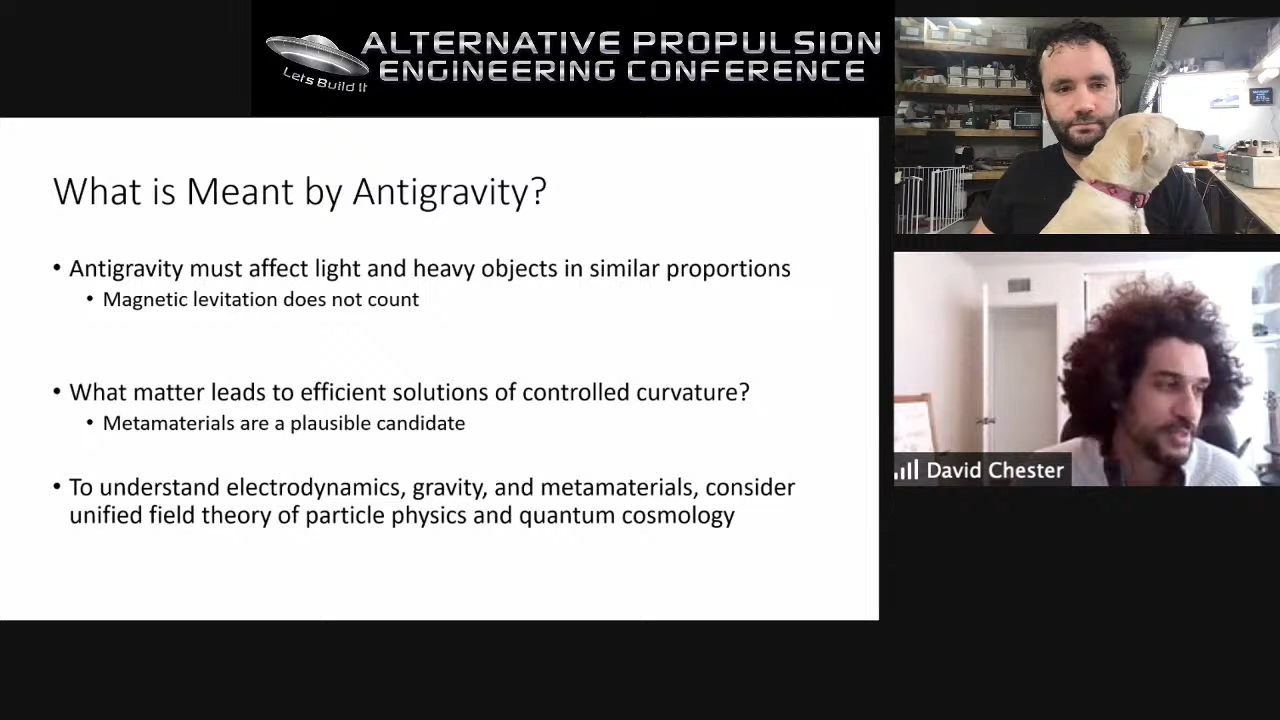 ALTERNATIVE PROPULSION
ENGINEERING CONFERENCE
Lets Build It
What is Meant by Antigravity?
• Antigravity must affect light and heavy objects in similar proportions
• Magnetic levitation does not count
• What matter leads to efficient solutions of controlled curvature?
• Metamaterials are a plausible candidate
• To understand electrodynamics, gravity, and metamaterials, consider
unified field theory of particle physics and quantum cosmology
David Chester